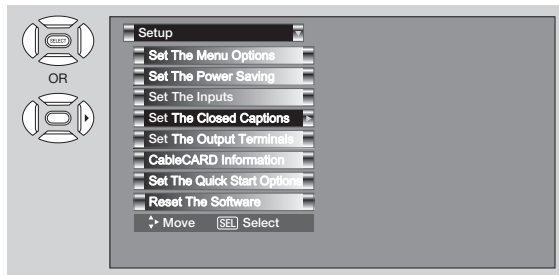 SELECT
OR
Setup
Set The Menu Options
Set The Power Saving
Set The Inputs
Set The Closed Captions
Set The Output Terminals
CableCARD Information
Set The Quick Start Options
Reset The Software
Move SEL Select